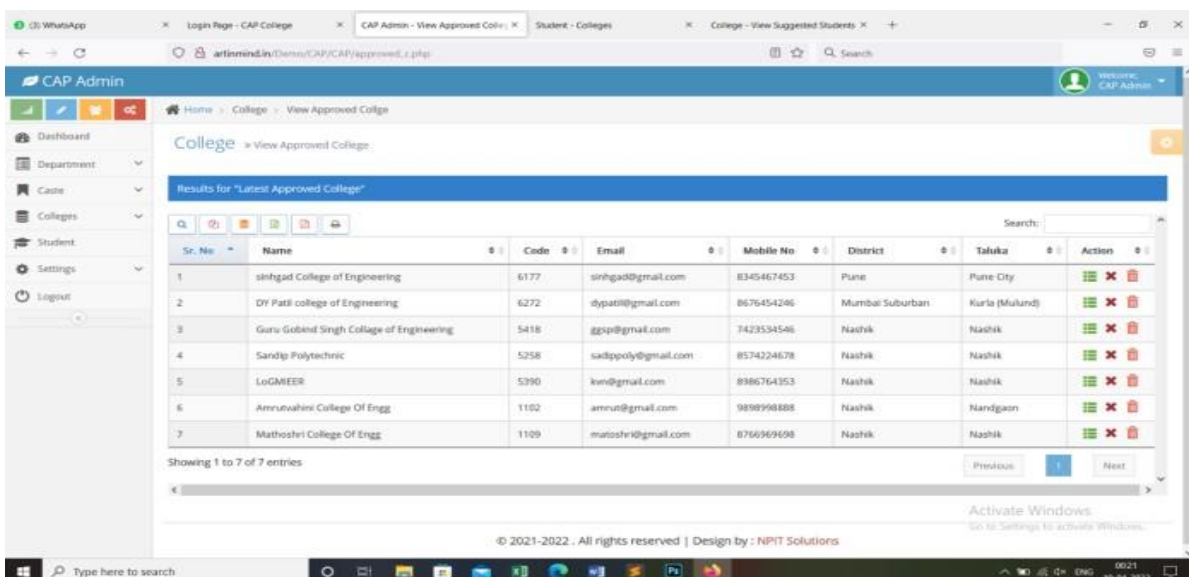 (3) WhatsApp
Login Page - CAP College
CAP Admin - View Approved Colle
Student - Colleges
College - View Suggested Students
artinmind.in/Demo/CAP/CAP/approved_c.php
Search
CAP Admin
Welcome,
CAP Admin
Home College View Approved Collge
Dashboard
Department
Caste
Colleges
Student
Settings
Logout
College » View Approved College
Results for "Latest Approved College"
Search:
Sr. No Name Code Email Mobile No District Taluka Action
1 sinhgad College of Engineering 6177 sinhgad@gmail.com 8345467453 Pune Pune City
2 DY Patil college of Engineering 6272 dypatil@gmail.com 8676454246 Mumbai Suburban Kurla (Mulund)
3 Guru Gobind Singh Collage of Engineering 5418 ggsp@gmail.com 7423534546 Nashik Nashik
4 Sandip Polytechnic 5258 sadippoly@gmail.com 8574224678 Nashik Nashik
5 LoGMIEER 5390 kvn@gmail.com 8986764353 Nashik Nashik
6 Amrutvahini College Of Engg 1102 amrut@gmail.com 9898998888 Nashik Nandgaon
7 Mathoshri College Of Engg 1109 matoshri@gmail.com 8766969698 Nashik Nashik
Showing 1 to 7 of 7 entries
Previous 1 Next
Activate Windows
Go to Settings to activate Windows.
© 2021-2022 . All rights reserved | Design by : NPIT Solutions
Type here to search
ENG
00:21